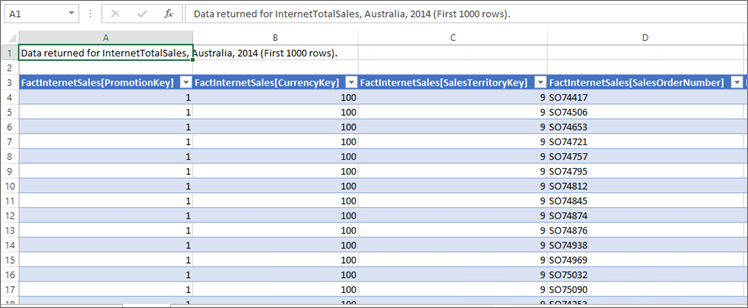 A1 fx Data returned for InternetTotalSales, Australia, 2014 (First 1000 rows).
A B C D
1 Data returned for InternetTotalSales, Australia, 2014 (First 1000 rows).
2
3 FactInternetSales[PromotionKey] FactInternetSales[CurrencyKey] FactInternetSales[SalesTerritoryKey] FactInternetSales[SalesOrderNumber]
4 1 100 9 SO74417
5 1 100 9 SO74506
6 1 100 9 SO74653
7 1 100 9 SO74721
8 1 100 9 SO74757
9 1 100 9 SO74795
10 1 100 9 SO74812
11 1 100 9 SO74845
12 1 100 9 SO74874
13 1 100 9 SO74876
14 1 100 9 SO74938
15 1 100 9 SO74969
16 1 100 9 SO75032
17 1 100 9 SO75090
18 1 100 9